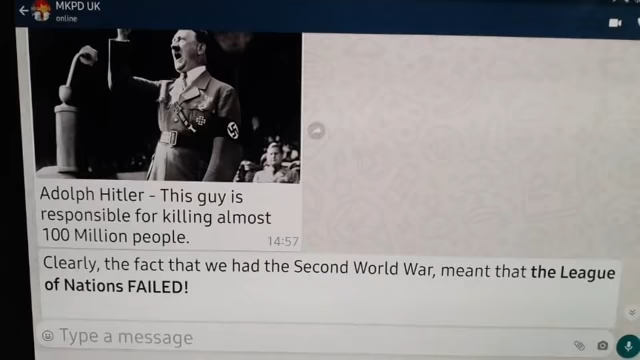 MKPD UK
online
Adolph Hitler - This guy is
responsible for killing almost
100 Million people.
14:57
Clearly, the fact that we had the Second World War, meant that the League
of Nations FAILED!
Type a message